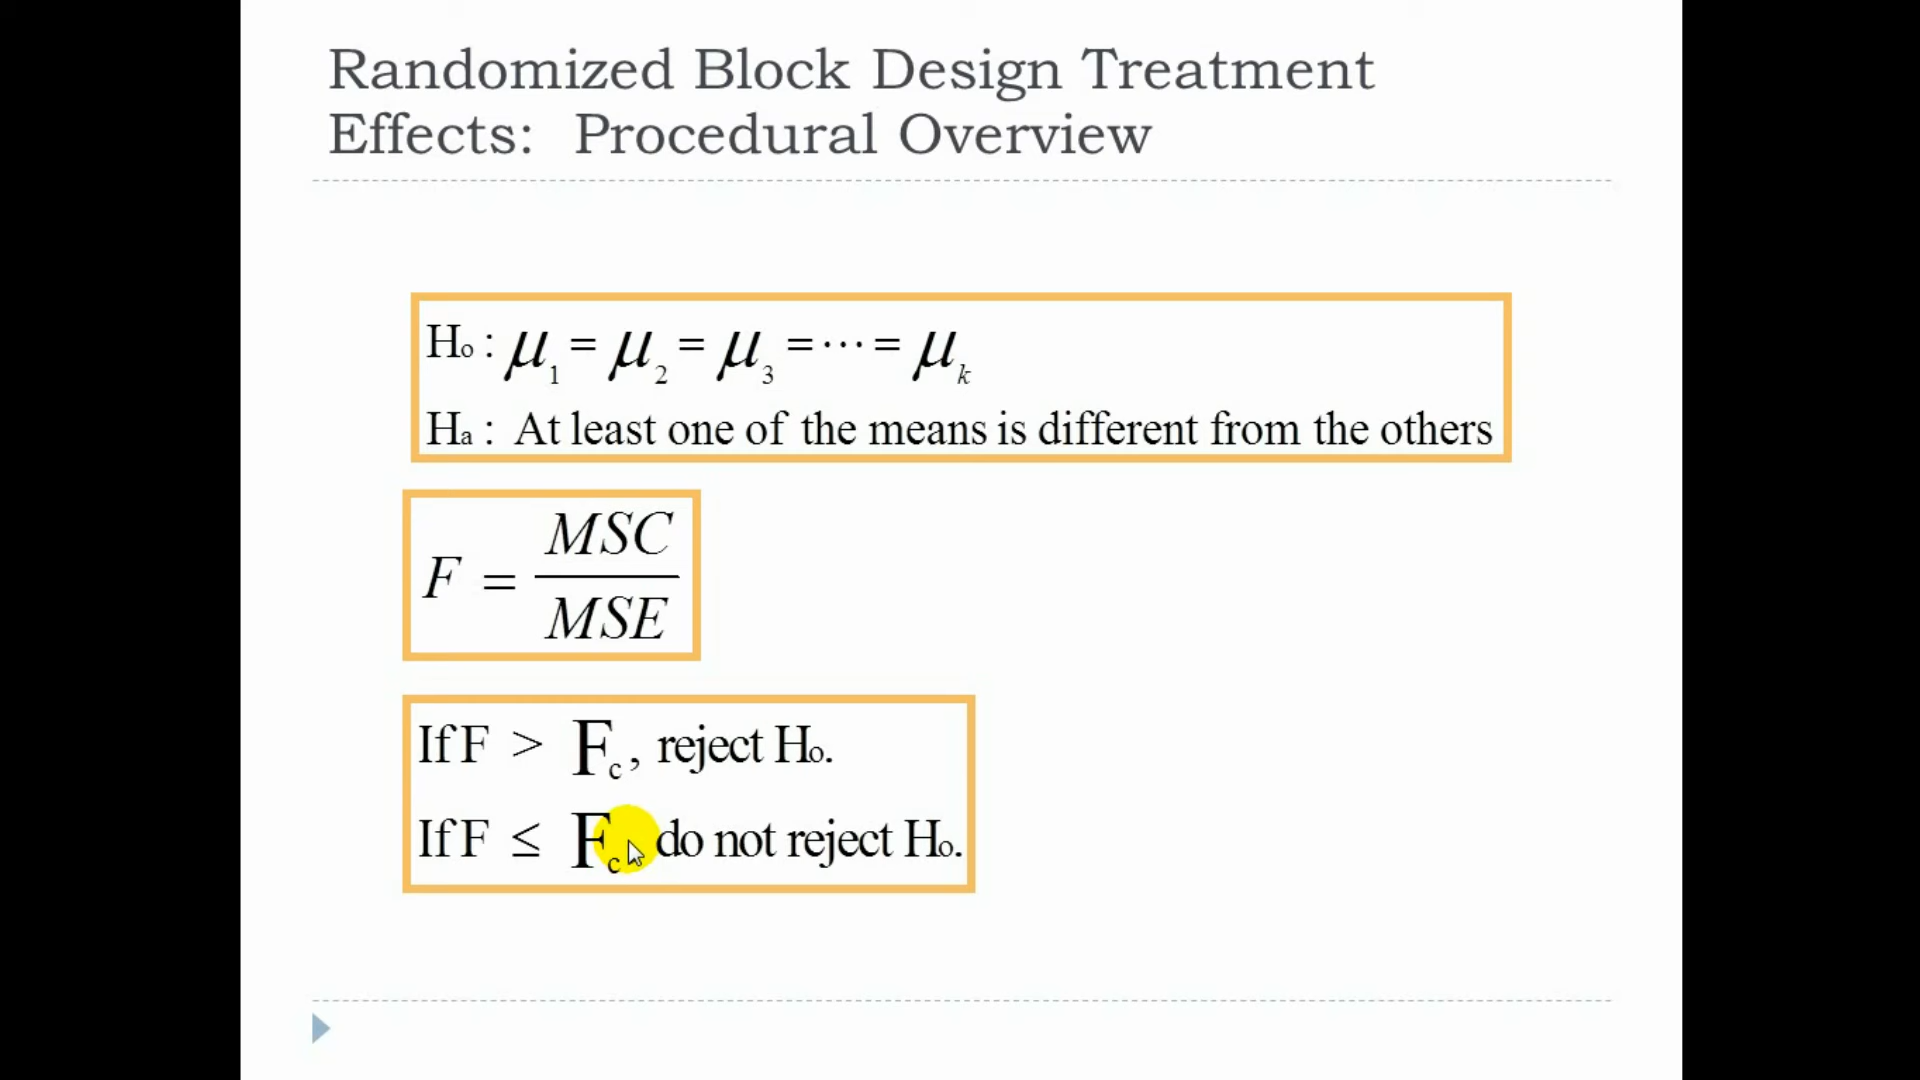 Randomized Block Design Treatment
Effects: Procedural Overview
Ho : μ1 = μ2 = μ3 = ⋯ = μk
Ha : At least one of the means is different from the others
F = MSC / MSE
If F > Fc, reject Ho.
If F ≤ Fc, do not reject Ho.